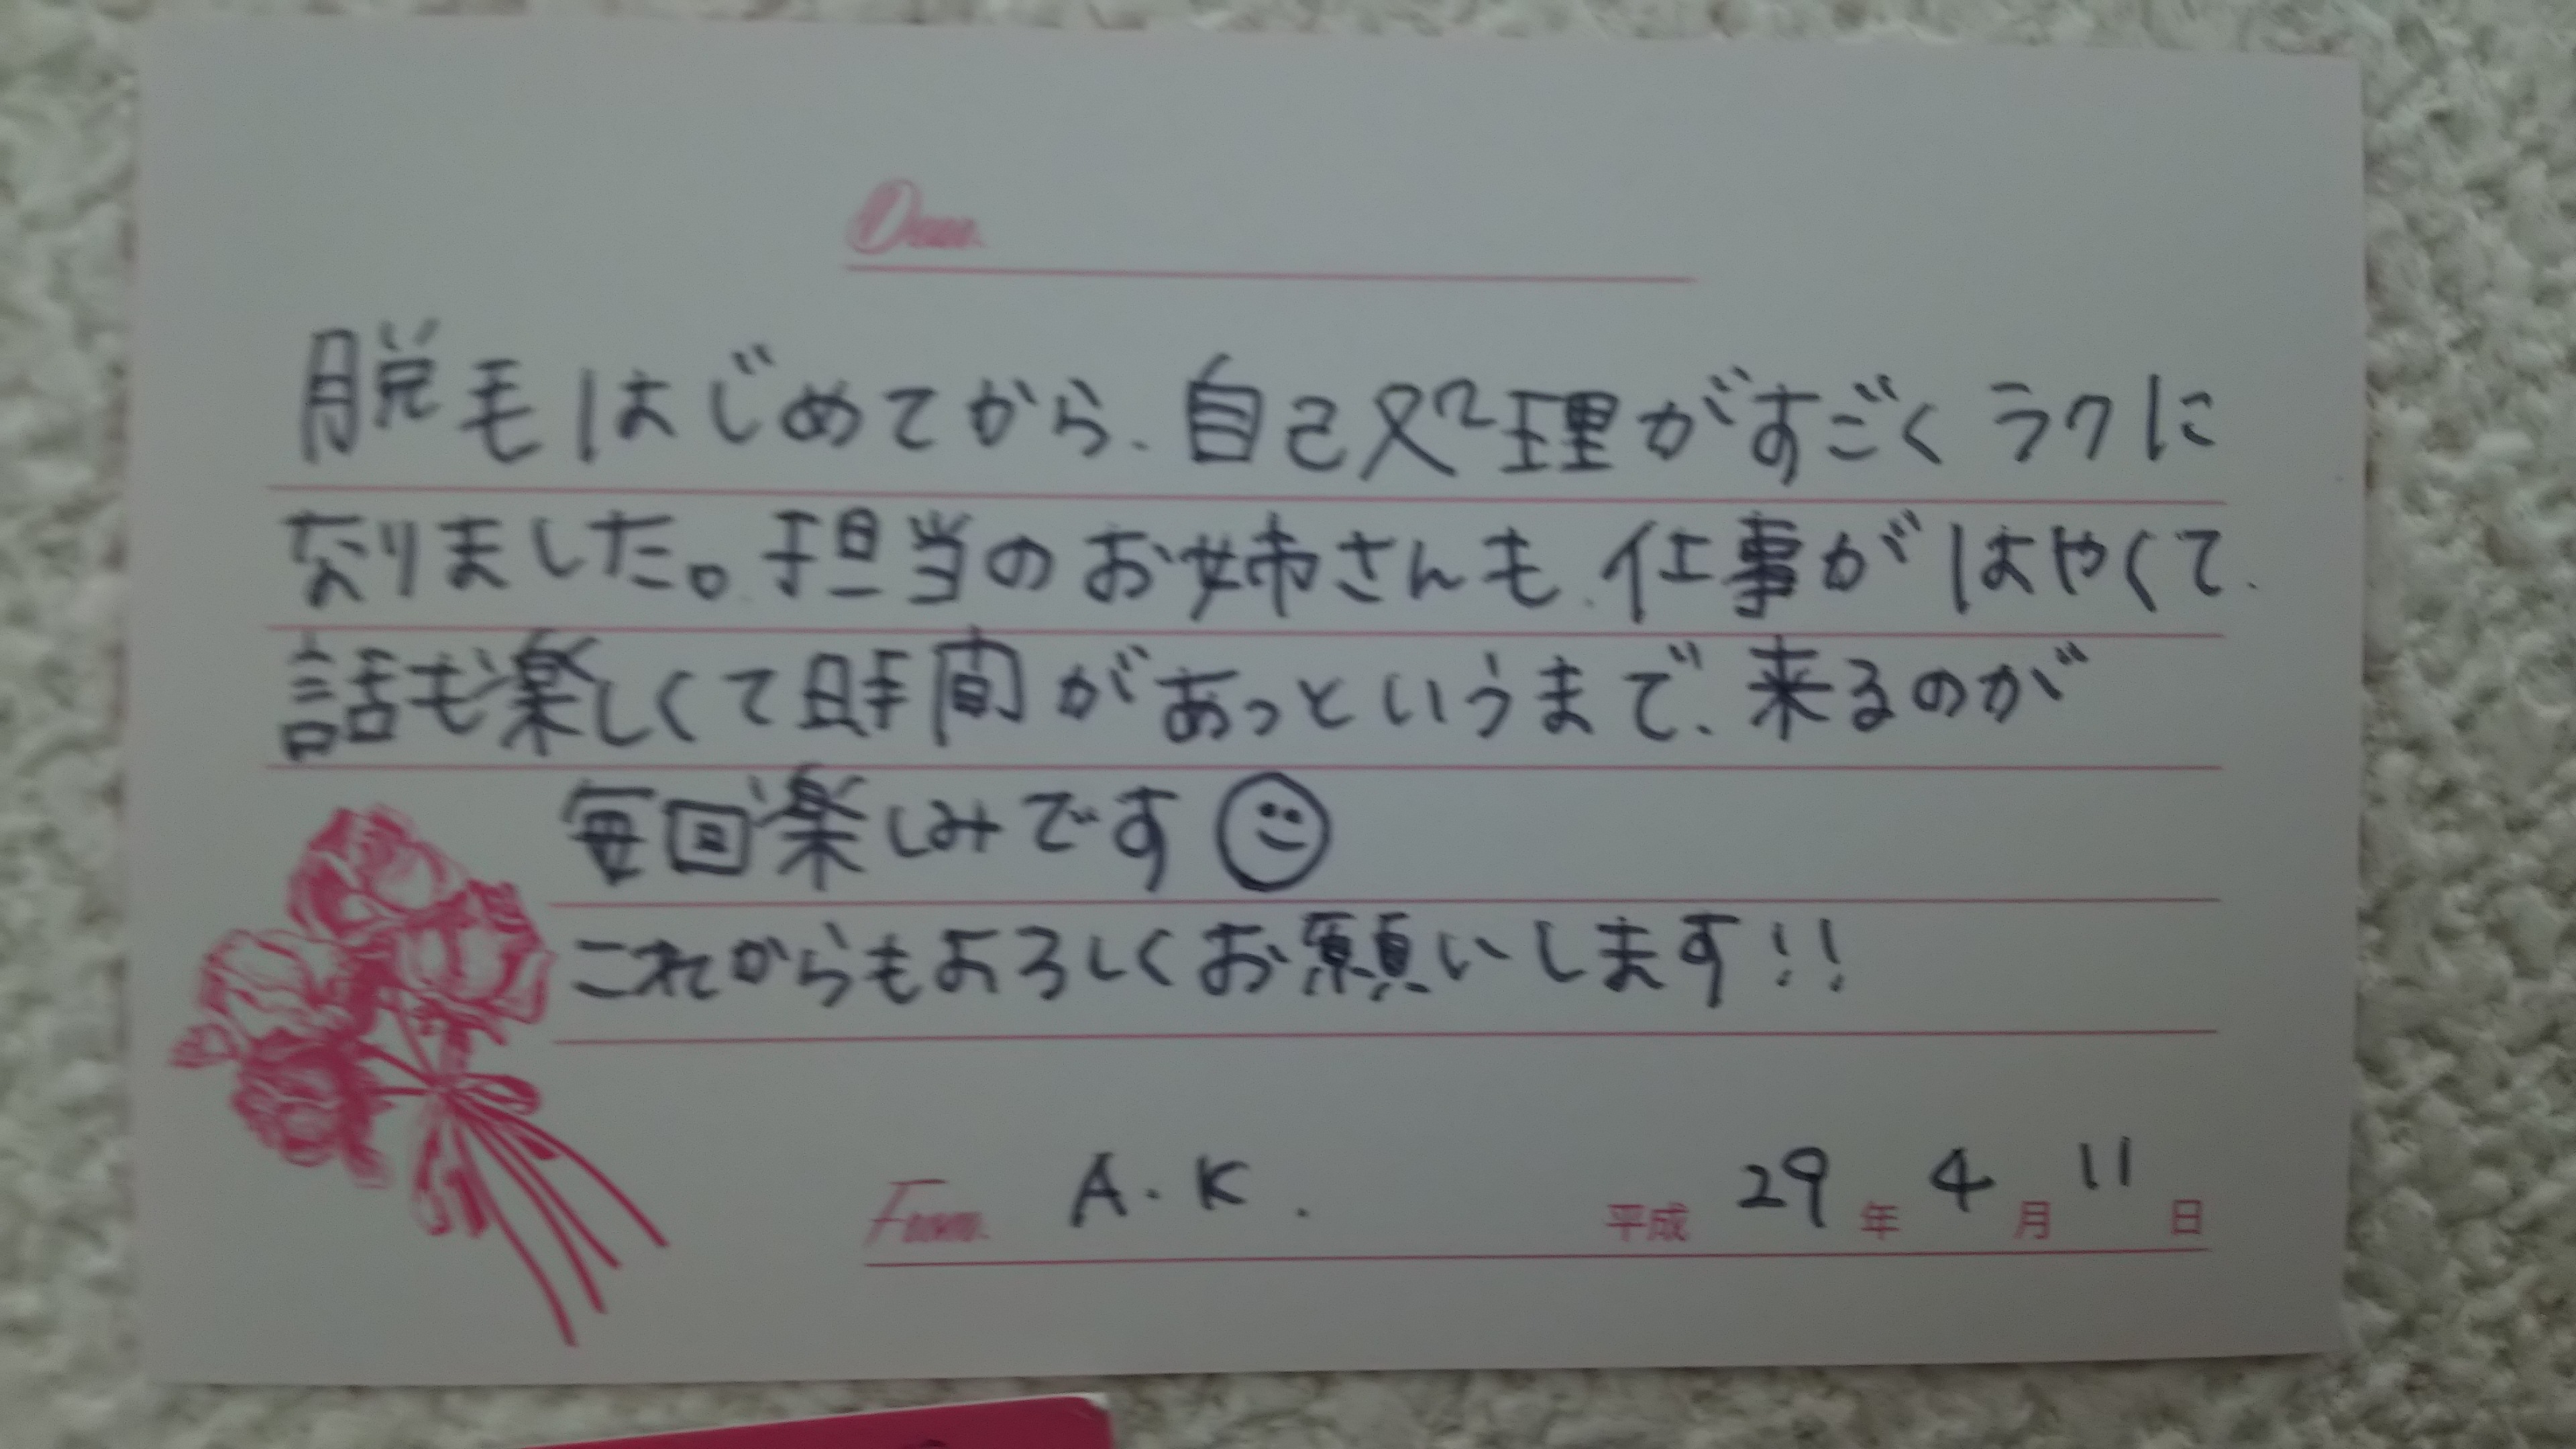 Dear.
脱毛はじめてから、自己処理がすごくラクに
なりました。担当のお姉さんも、仕事がはやくて、
話も楽しくて時間があっというまで、来るのが
毎回楽しみです
これからもよろしくお願いします!!
From. A.K.
平成 29 年 4 月 11 日